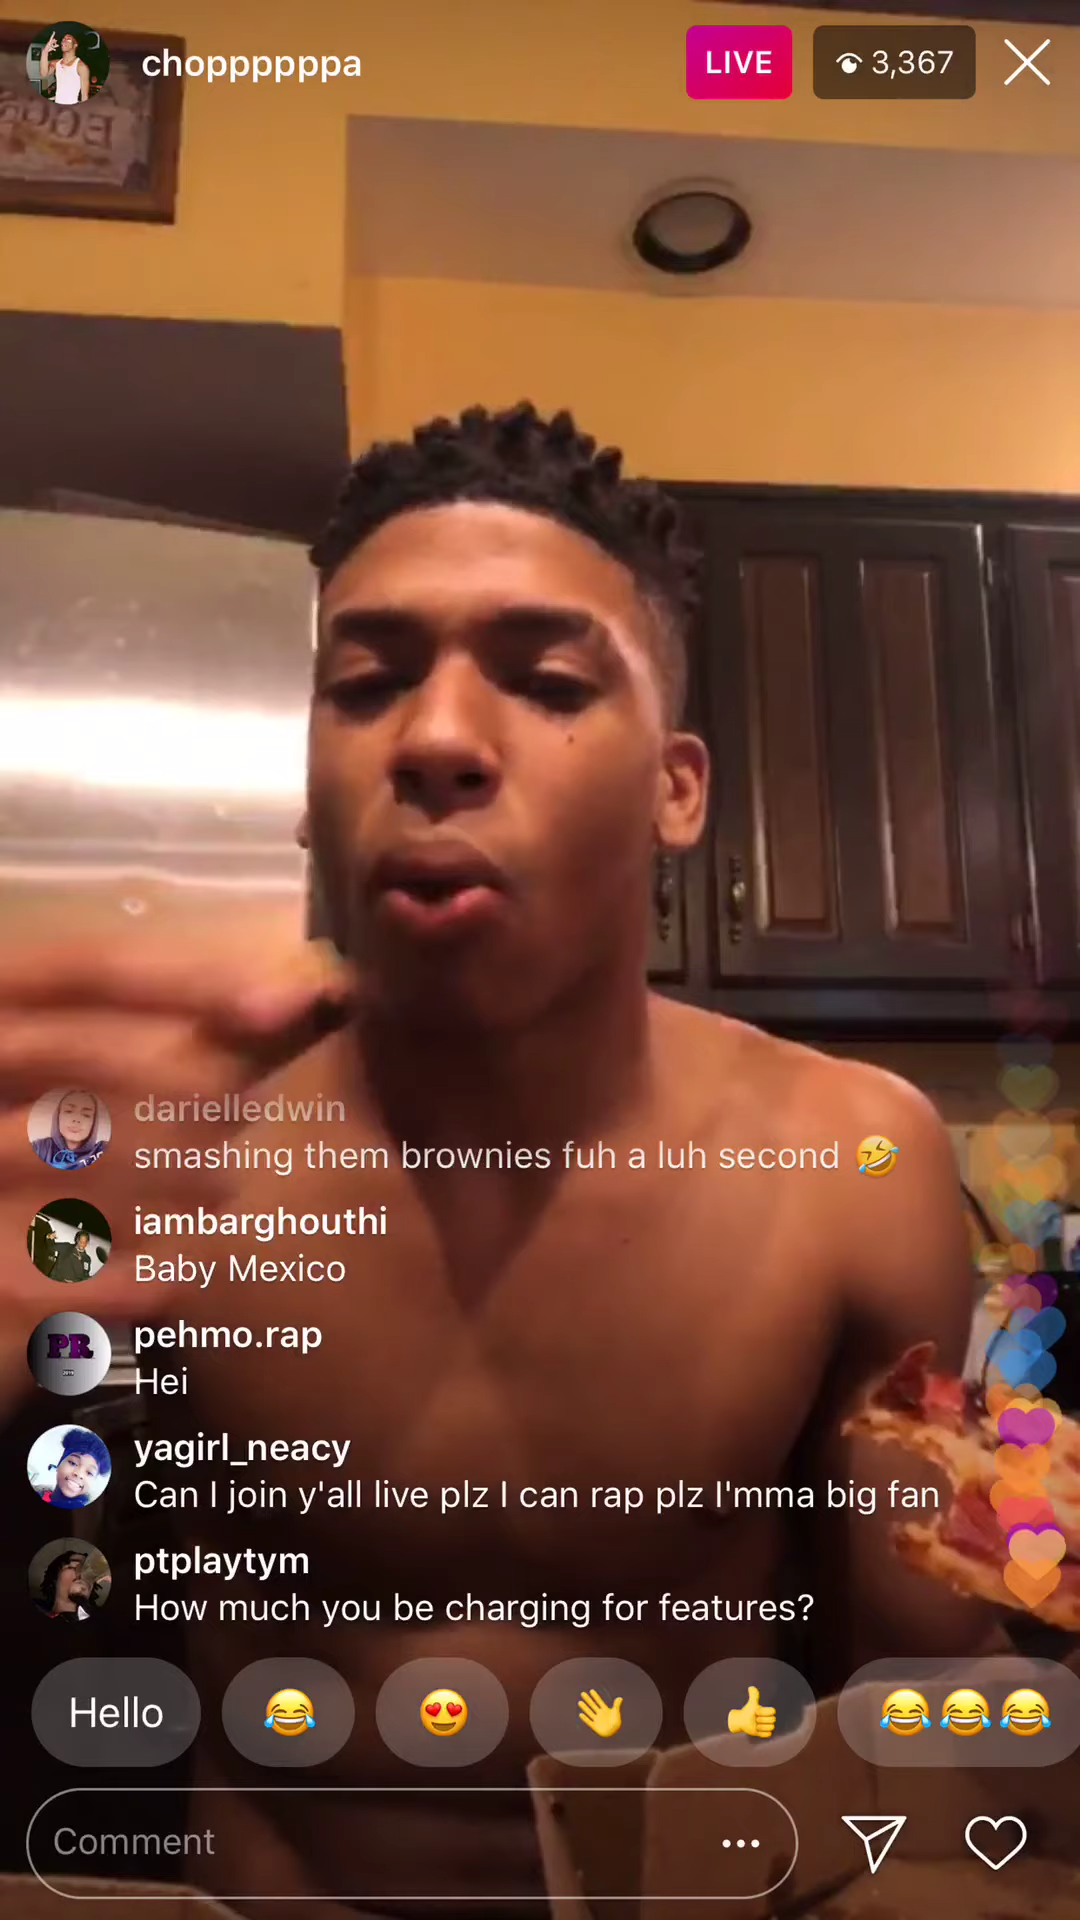 choppppppa
LIVE
3,367
darielledwin
smashing them brownies fuh a luh second 🤣
iambarghouthi
Baby Mexico
PR
pehmo.rap
Hei
yagirl_neacy
Can I join y'all live plz I can rap plz I'mma big fan
ptplaytym
How much you be charging for features?
Hello 😂 😍 👋 👍 😂😂😂
Comment